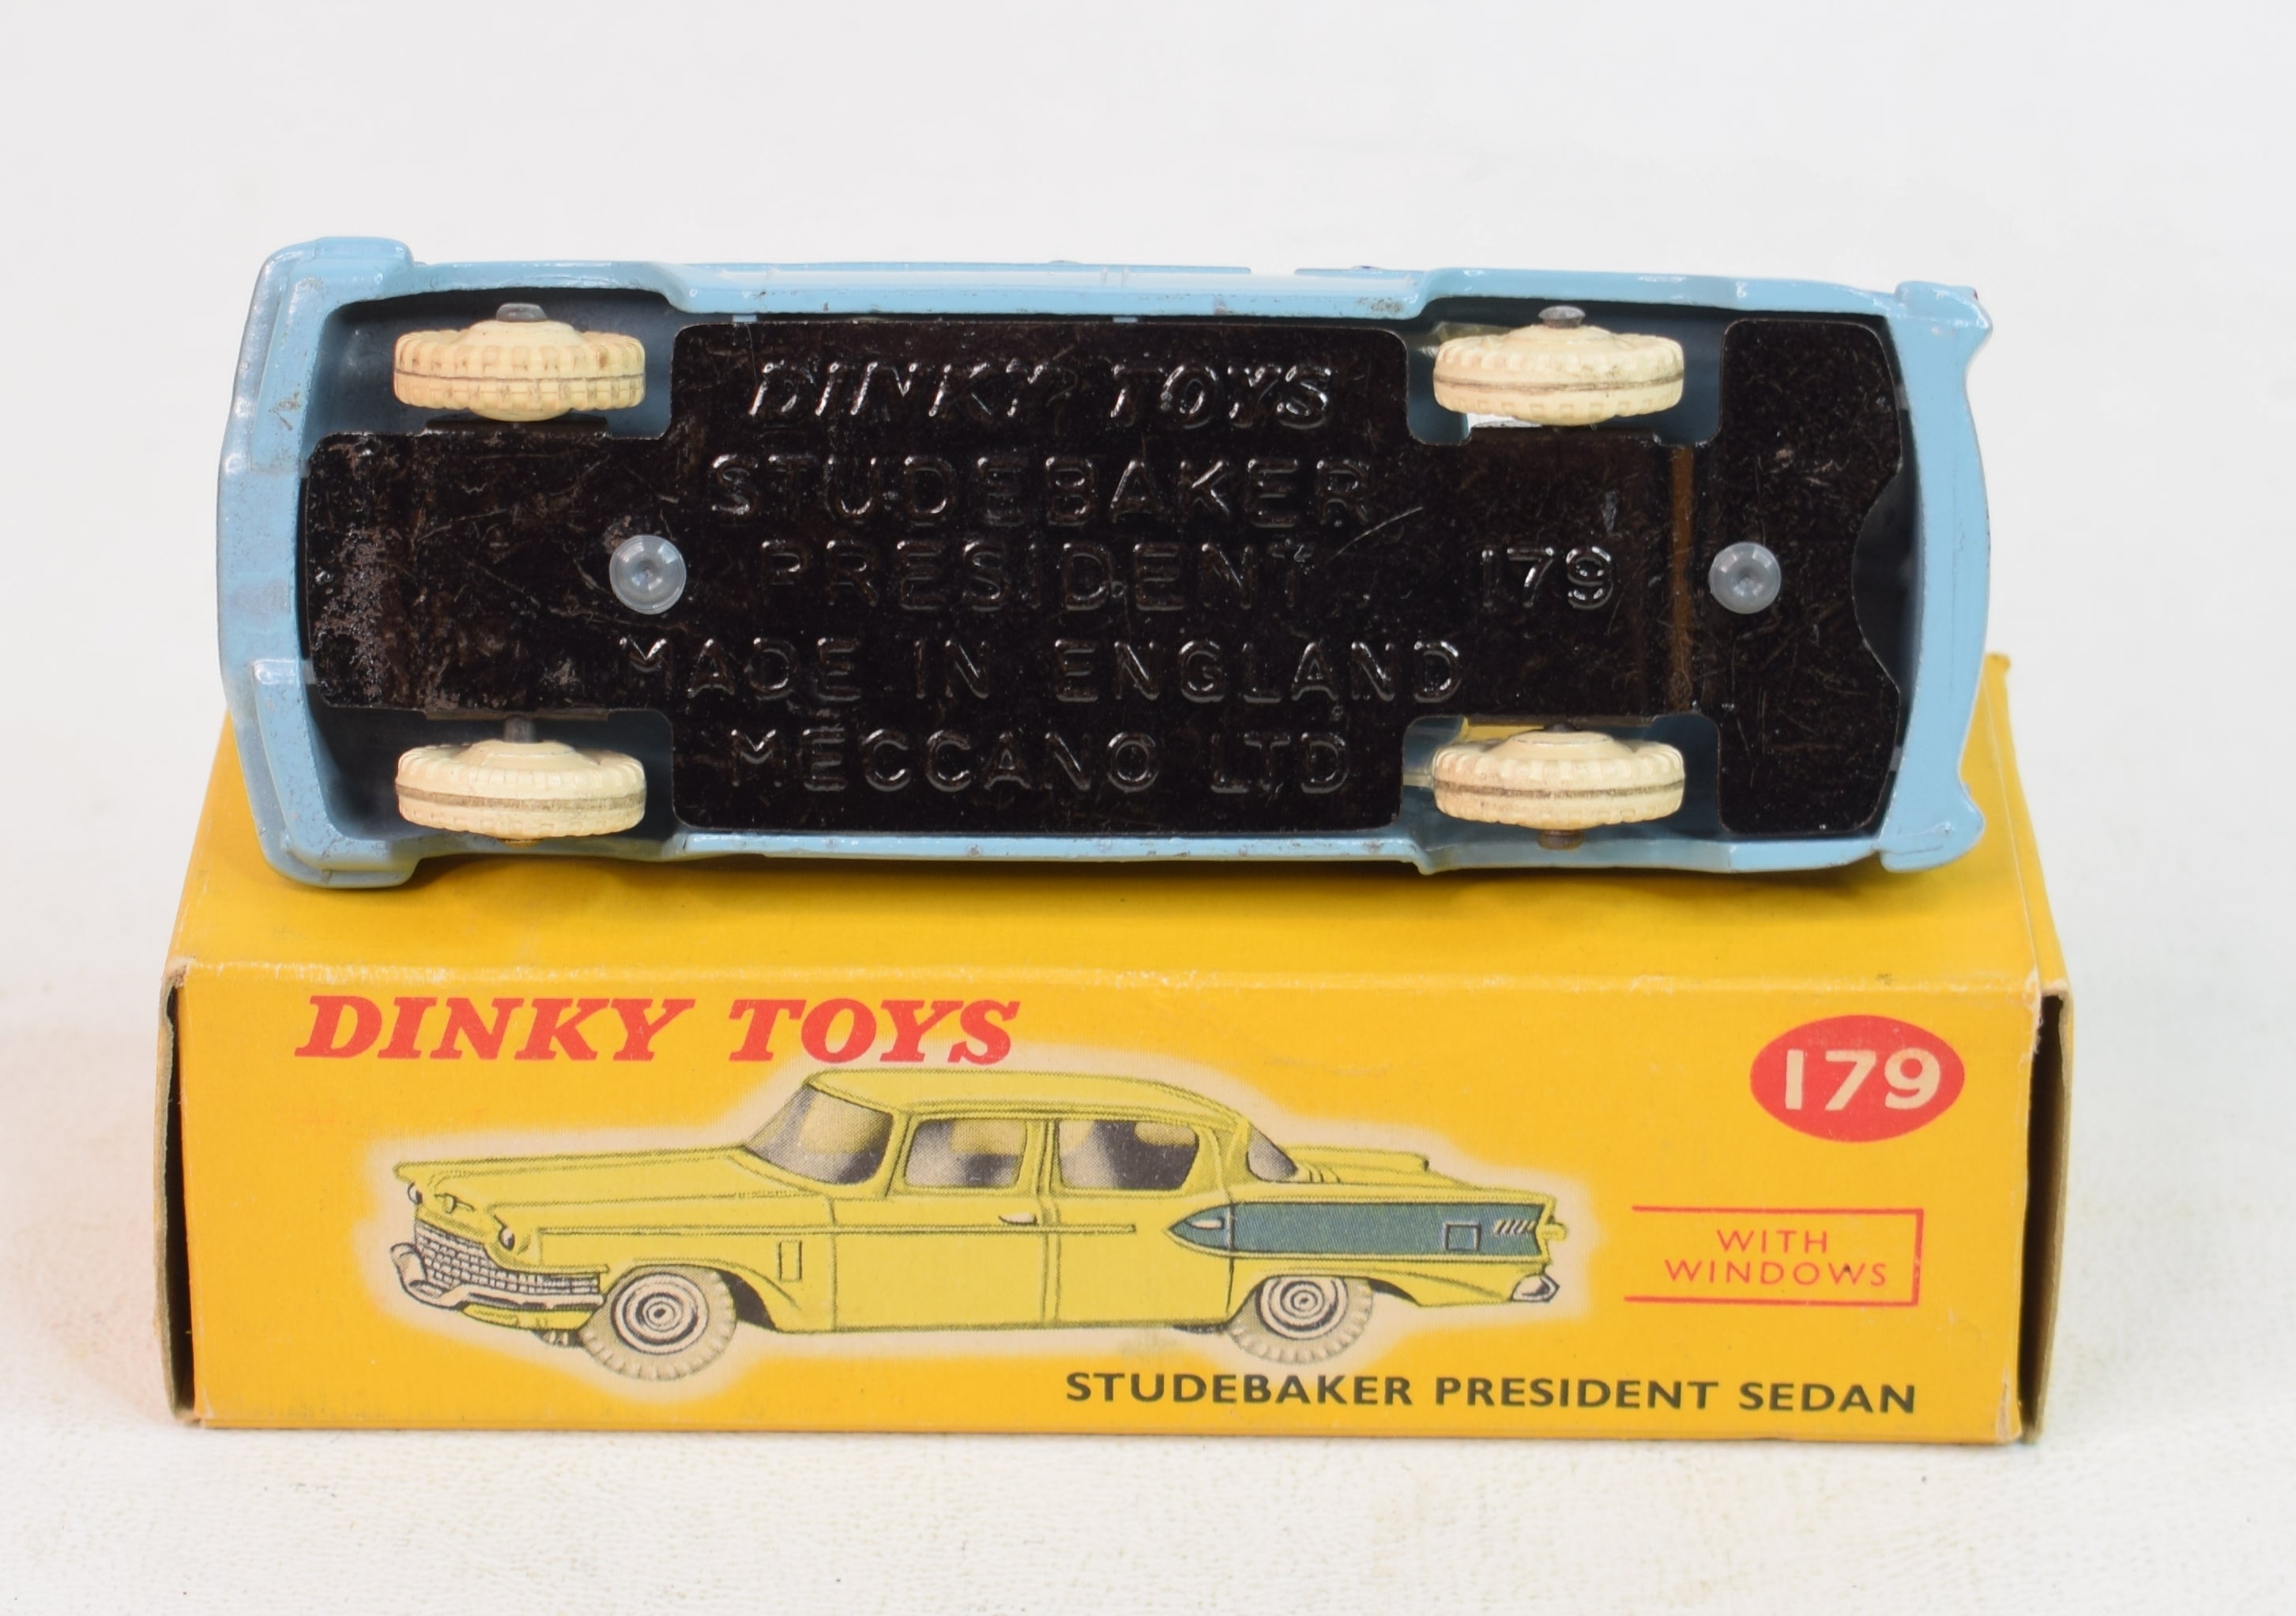 DINKY TOYS
STUDEBAKER
PRESIDENT 179
MADE IN ENGLAND
MECCANO LTD
DINKY TOYS
179
WITH
WINDOWS
STUDEBAKER PRESIDENT SEDAN